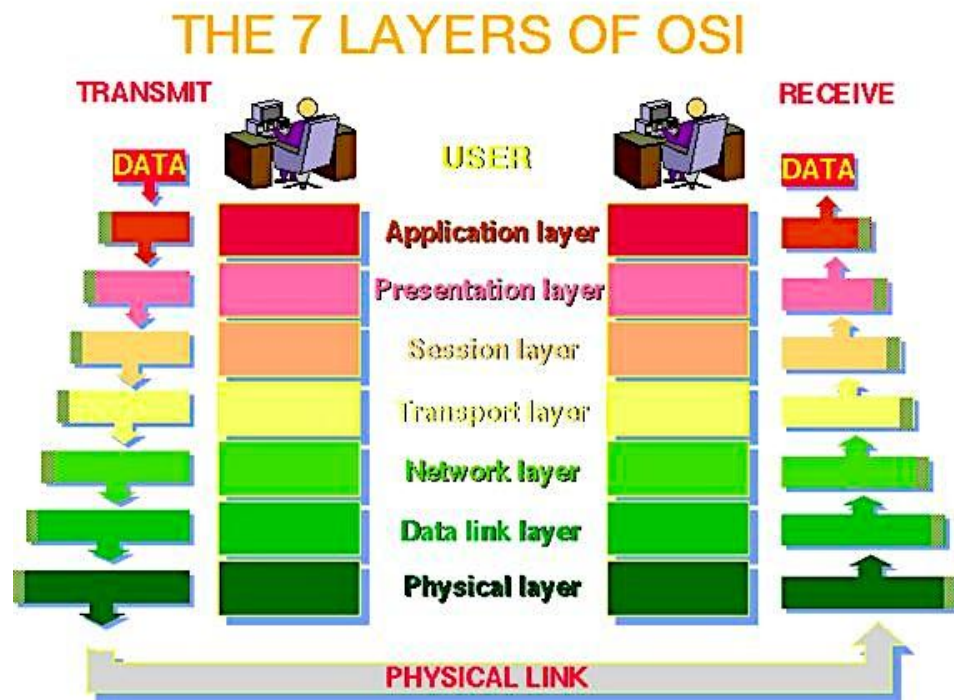 THE 7 LAYERS OF OSI
TRANSMIT
RECEIVE
DATA
USER
DATA
Application layer
Presentation layer
Session layer
Transport layer
Network layer
Data link layer
Physical layer
PHYSICAL LINK